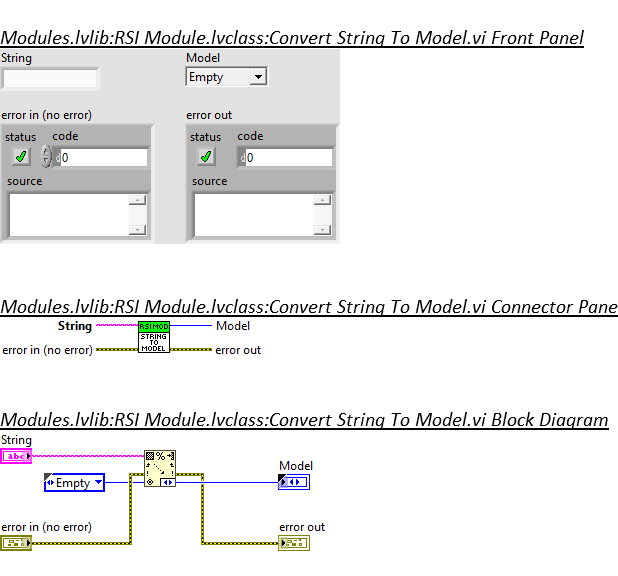 Modules.lvlib:RSI Module.lvclass:Convert String To Model.vi Front Panel
String Model
Empty
error in (no error) error out
status code status code
0 0
source source
Modules.lvlib:RSI Module.lvclass:Convert String To Model.vi Connector Pane
String RSI MOD Model
STRING
TO
error in (no error) MODEL error out
Modules.lvlib:RSI Module.lvclass:Convert String To Model.vi Block Diagram
String
abc %
Model
Empty
error in (no error) error out